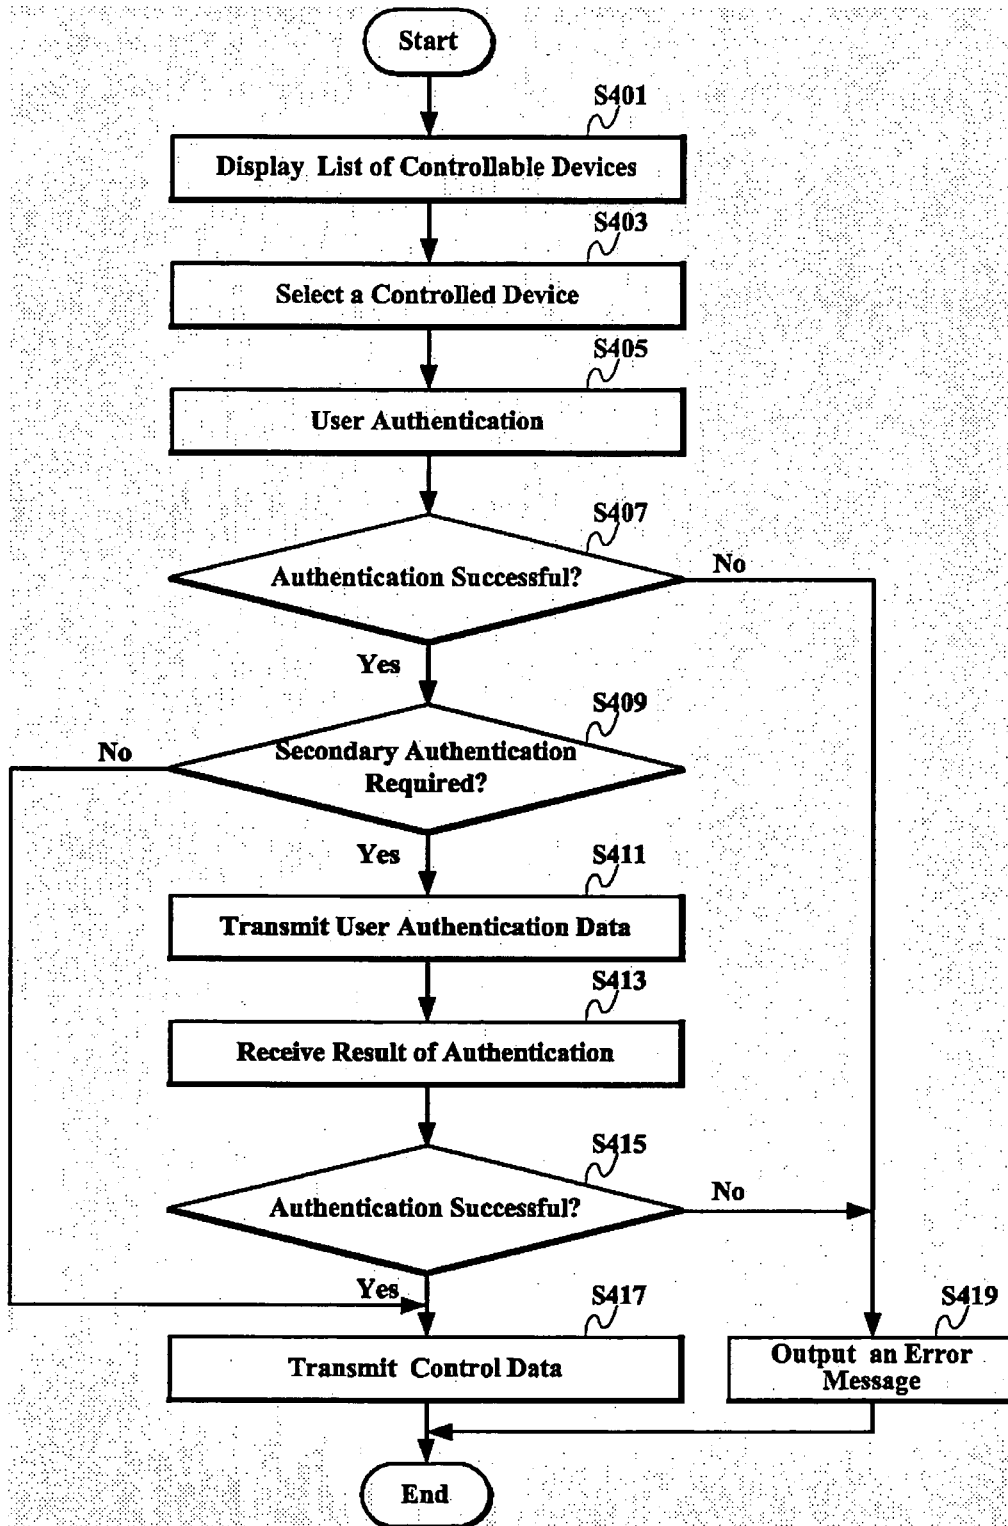 Start
S401
Display List of Controllable Devices
S403
Select a Controlled Device
S405
User Authentication
S407
Authentication Successful?
No
Yes
S409
No
Secondary Authentication
Required?
Yes
S411
Transmit User Authentication Data
S413
Receive Result of Authentication
S415
Authentication Successful?
No
Yes
S417
Transmit Control Data
S419
Output an Error
Message
End